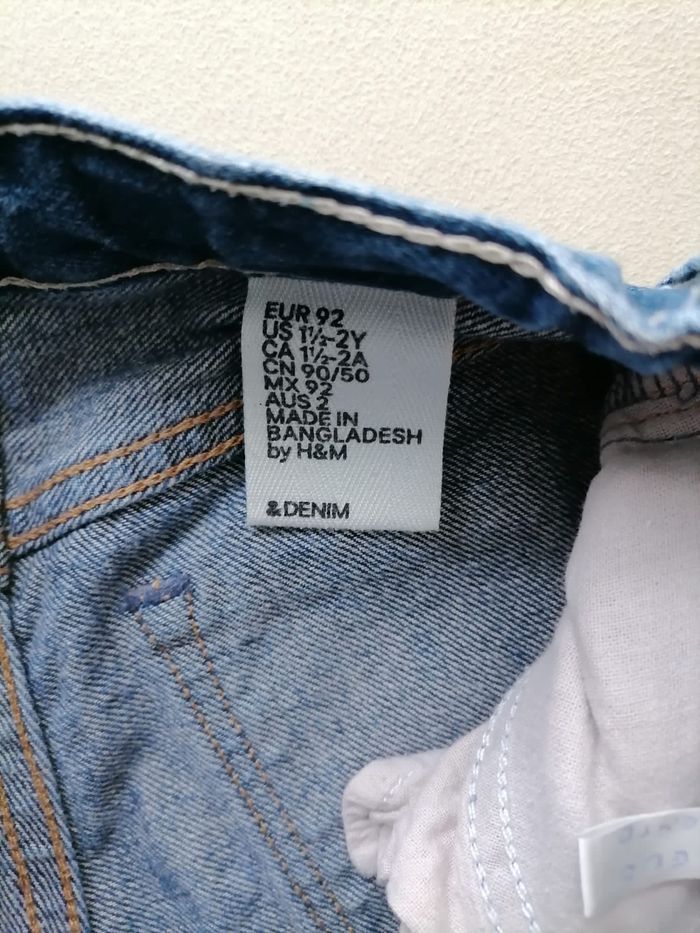 EUR 92
US 1½-2Y
CA 1½-2A
CN 90/50
MX 92
AUS 2
MADE IN
BANGLADESH
by H&M
&DENIM